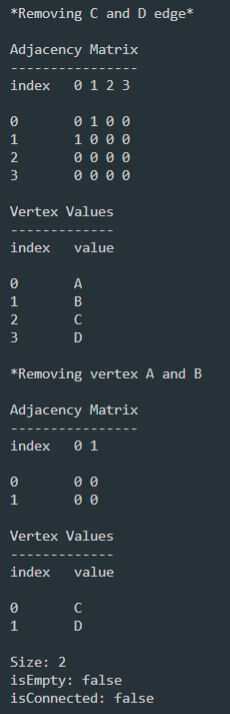 *Removing C and D edge*
Adjacency Matrix
---------------
index 0 1 2 3
0 0 1 0 0
1 1 0 0 0
2 0 0 0 0
3 0 0 0 0
Vertex Values
-------------
index value
0 A
1 B
2 C
3 D
*Removing vertex A and B
Adjacency Matrix
---------------
index 0 1
0 0 0
1 0 0
Vertex Values
-------------
index value
0 C
1 D
Size: 2
isEmpty: false
isConnected: false